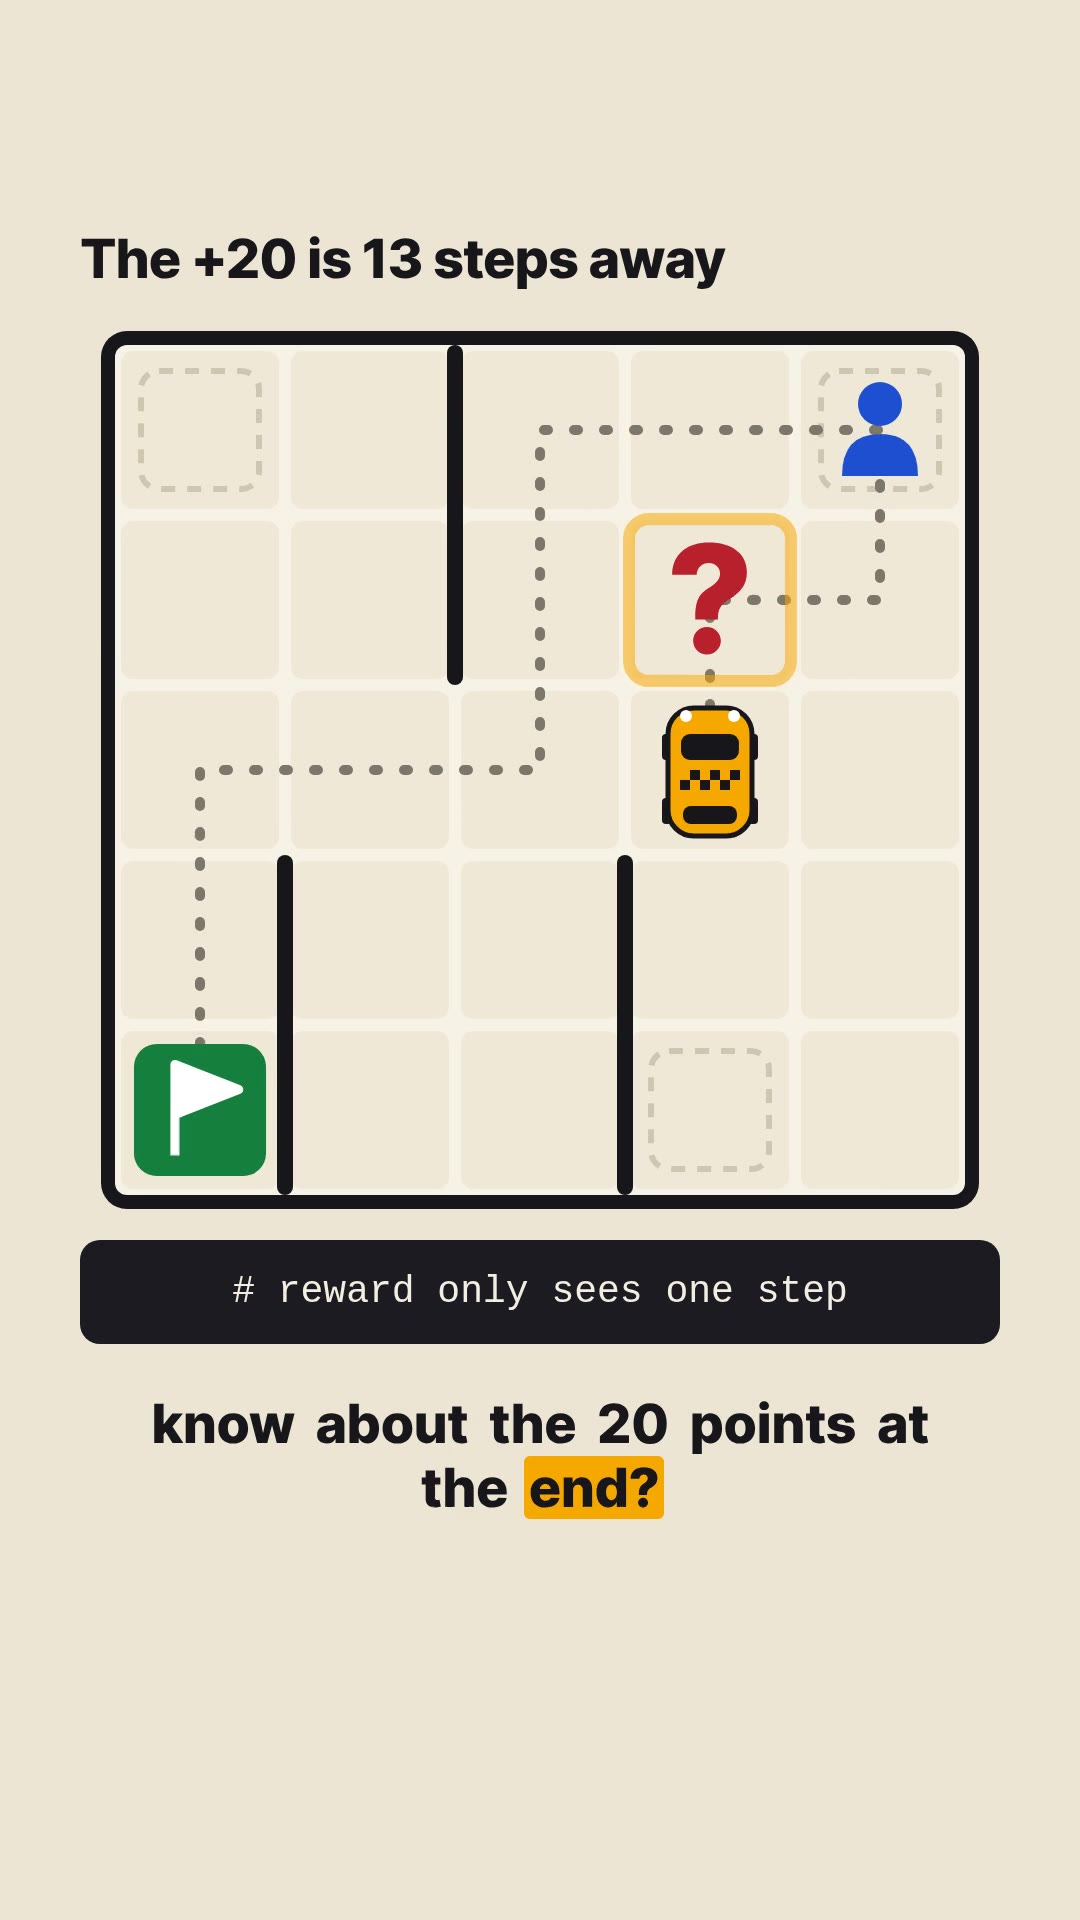 The +20 is 13 steps away
?
# reward only sees one step
know about the 20 points at
the end?